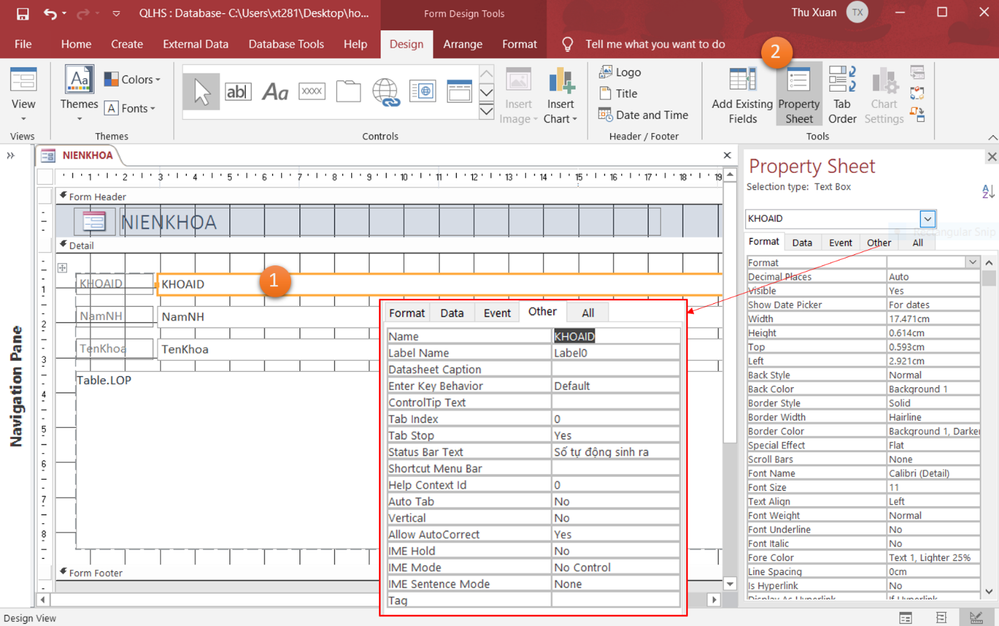 QLHS : Database- C:\Users\xt281\Desktop\ho...
Form Design Tools
Thu Xuan
TX
File
Home
Create
External Data
Database Tools
Help
Design
Arrange
Format
Tell me what you want to do
2
View
Views
Themes
Colors
Fonts
Themes
ab
Aa
XXXX
Controls
Insert
Image
Insert
Chart
Logo
Title
Date and Time
Header / Footer
Add Existing
Fields
Property
Sheet
Tab
Order
Chart
Settings
Tools
NIENKHOA
1 2 3 4 5 6 7 8 9 10 11 12 13 14 15 16 17 18 19
Form Header
NIENKHOA
Detail
KHOAID
KHOAID
1
NamNH
NamNH
TenKhoa
TenKhoa
Table.LOP
1
2
3
4
5
6
7
8
Form Footer
Navigation Pane
Format Data Event Other All
Name KHOAID
Label Name Label0
Datasheet Caption
Enter Key Behavior Default
ControlTip Text
Tab Index 0
Tab Stop Yes
Status Bar Text Số tự động sinh ra
Shortcut Menu Bar
Help Context Id 0
Auto Tab No
Vertical No
Allow AutoCorrect Yes
IME Hold No
IME Mode No Control
IME Sentence Mode None
Tag
Property Sheet
Selection type: Text Box
A
Z
KHOAID
Rectangular Snip
Format Data Event Other All
Format
Decimal Places Auto
Visible Yes
Show Date Picker For dates
Width 17.471cm
Height 0.614cm
Top 0.593cm
Left 2.921cm
Back Style Normal
Back Color Background 1
Border Style Solid
Border Width Hairline
Border Color Background 1, Darker
Special Effect Flat
Scroll Bars None
Font Name Calibri (Detail)
Font Size 11
Text Align Left
Font Weight Normal
Font Underline No
Font Italic No
Fore Color Text 1, Lighter 25%
Line Spacing 0cm
Is Hyperlink No
Display As Hyperlink If Hyperlink
Design View